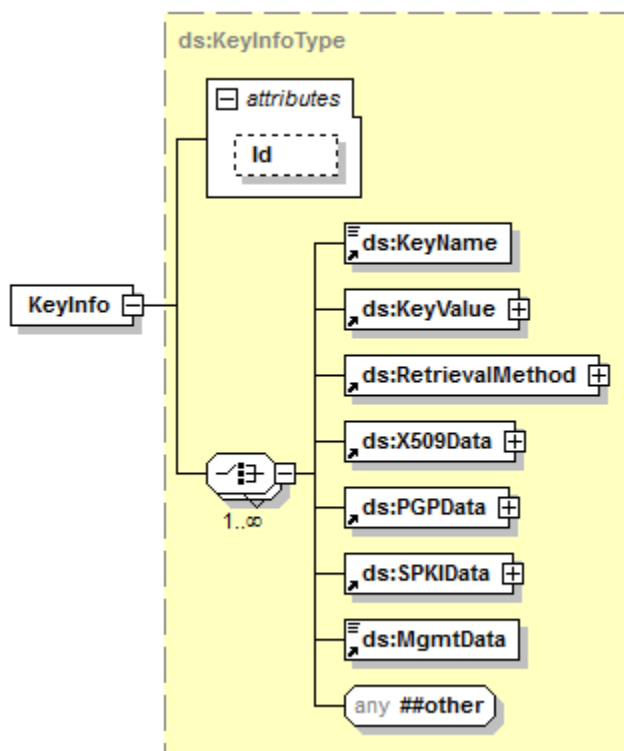 ds:KeyInfoType
attributes
Id
ds:KeyName
ds:KeyValue
KeyInfo
ds:RetrievalMethod
ds:X509Data
ds:PGPData
1..∞
ds:SPKIData
ds:MgmtData
any ##other